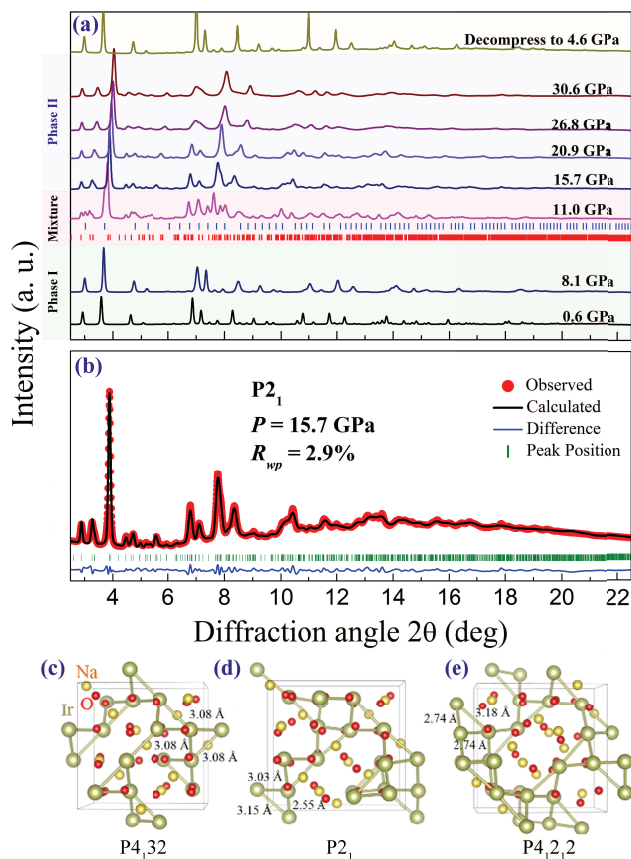 (a)
Decompress to 4.6 GPa
30.6 GPa
26.8 GPa
20.9 GPa
15.7 GPa
11.0 GPa
8.1 GPa
0.6 GPa
Phase II
Mixture
Phase I
Intensity (a. u.)
(b)
P2₁
P = 15.7 GPa
R_wp = 2.9%
Observed
Calculated
Difference
Peak Position
4 6 8 10 12 14 16 18 20 22
Diffraction angle 2θ (deg)
(c)
Na
Ir O
3.08 Å
3.08 Å
3.08 Å
P4₁32
(d)
3.03 Å
3.15 Å
2.55 Å
P2₁
(e)
2.74 Å
3.18 Å
2.74 Å
P4₁2₁2